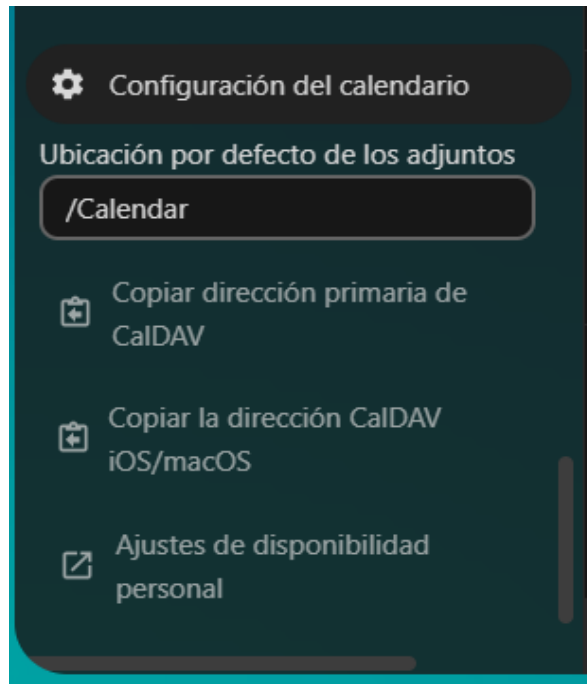 Configuración del calendario
Ubicación por defecto de los adjuntos
/Calendar
Copiar dirección primaria de
CalDAV
Copiar la dirección CalDAV
iOS/macOS
Ajustes de disponibilidad
personal